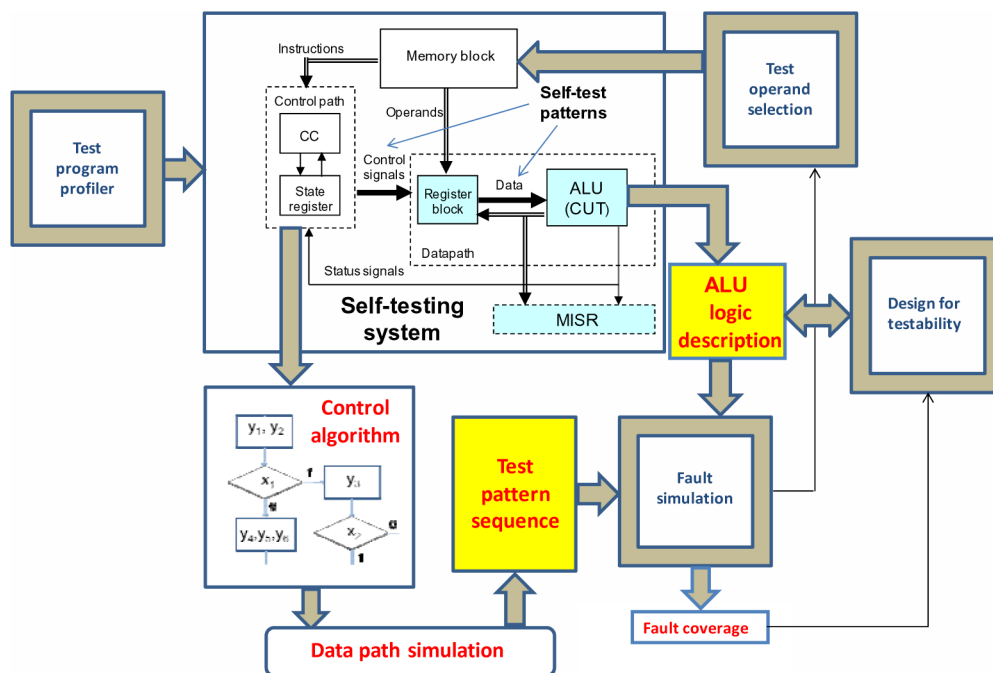 Instructions
Memory block
Test
operand
selection
Control path
Operands
Self-test
patterns
Test
program
profiler
CC
Control
signals
State
register
Register
block
Data
ALU
(CUT)
Datapath
Status signals
Self-testing
system
MISR
ALU
logic
description
Design for
testability
Control
algorithm
y1, y2
x1
y3
y4,y5,y6
x2
0
1
Test
pattern
sequence
Fault
simulation
Fault coverage
Data path simulation